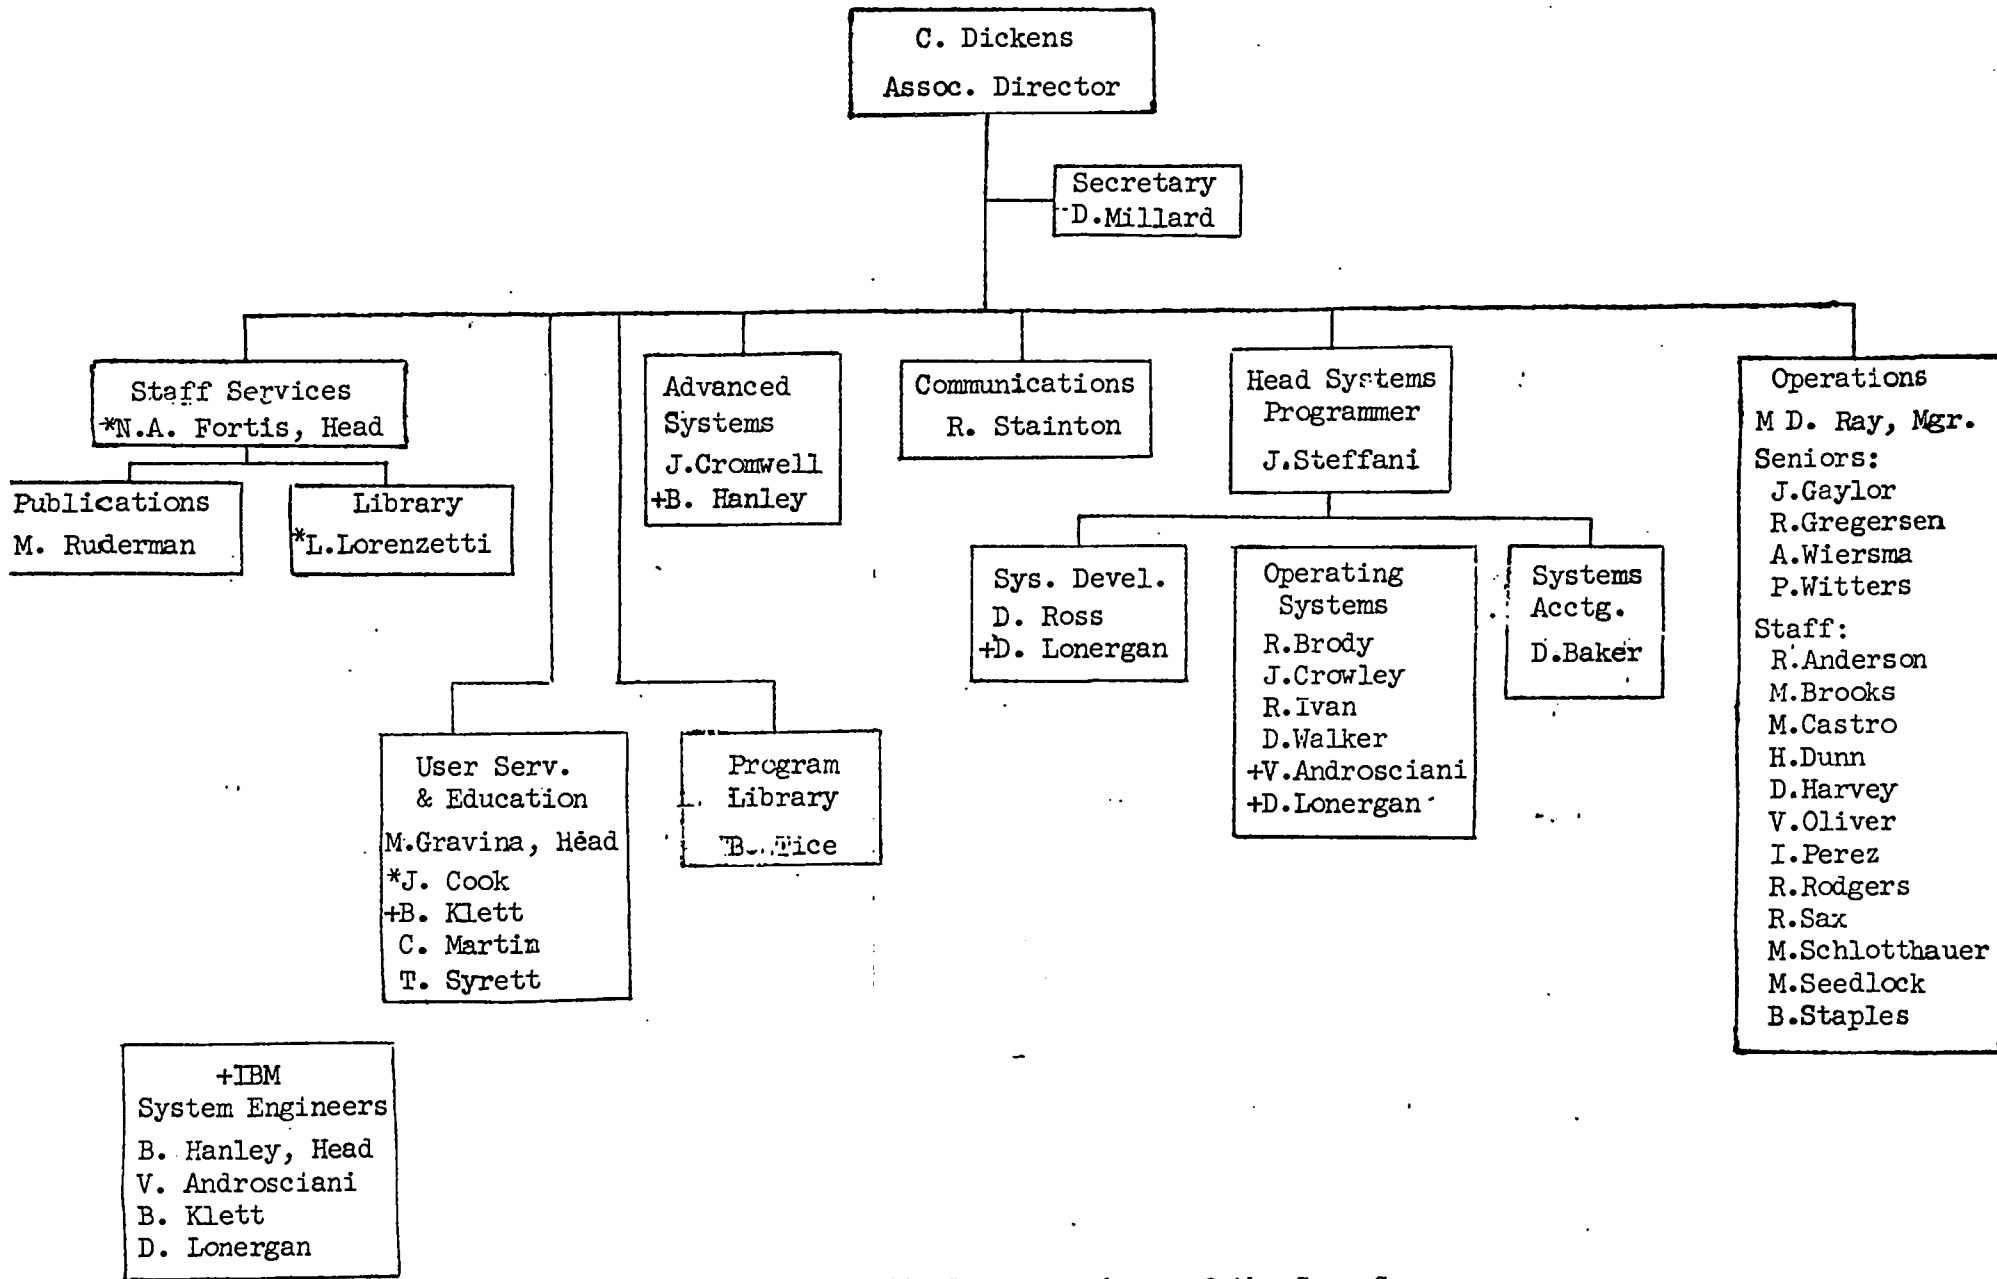 C. Dickens
Assoc. Director
Secretary
D.Millard
Staff Services
*N.A. Fortis, Head
Publications
M. Ruderman
Library
*L.Lorenzetti
Advanced
Systems
J.Cromwell
+B. Hanley
Communications
R. Stainton
Head Systems
Programmer
J.Steffani
Sys. Devel.
D. Ross
+D. Lonergan
Operating
Systems
R.Brody
J.Crowley
R.Ivan
D.Walker
+V.Androsciani
+D.Lonergan
Systems
Acctg.
D.Baker
Operations
M D. Ray, Mgr.
Seniors:
J.Gaylor
R.Gregersen
A.Wiersma
P.Witters
Staff:
R.Anderson
M.Brooks
M.Castro
H.Dunn
D.Harvey
V.Oliver
I.Perez
R.Rodgers
R.Sax
M.Schlotthauer
M.Seedlock
B.Staples
User Serv.
& Education
M.Gravina, Head
*J. Cook
+B. Klett
C. Martin
T. Syrett
Program
Library
+IBM
System Engineers
B. Hanley, Head
V. Androsciani
B. Klett
D. Lonergan